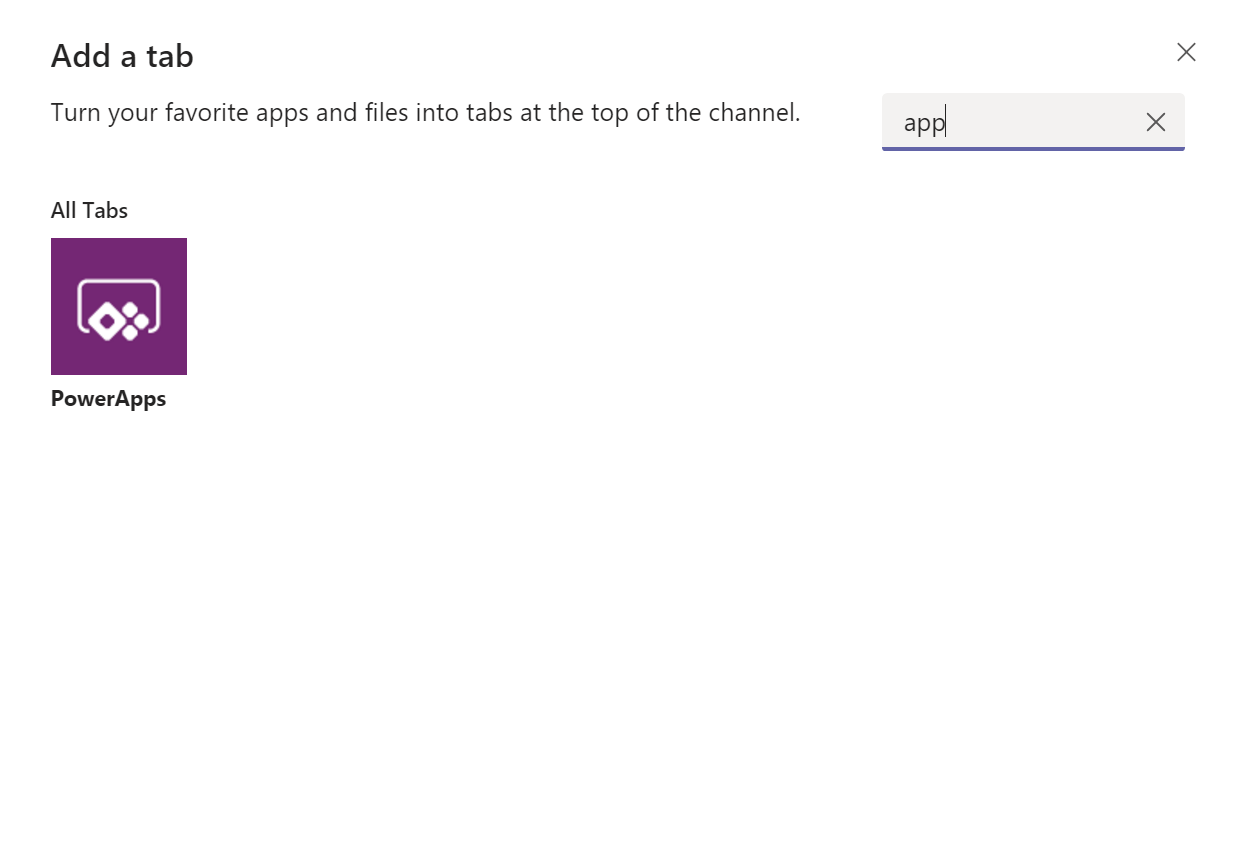 Add a tab
Turn your favorite apps and files into tabs at the top of the channel.
app
All Tabs
PowerApps